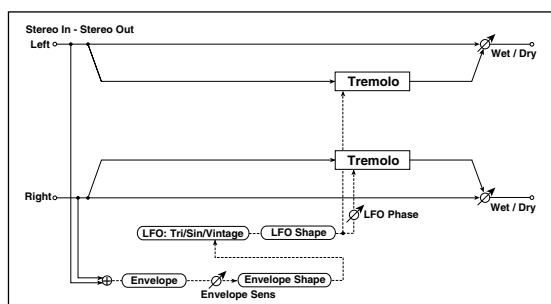 Stereo In - Stereo Out
Left
Wet / Dry
Tremolo
Tremolo
Right
Wet / Dry
LFO Phase
LFO: Tri/Sin/Vintage
LFO Shape
Envelope
Envelope Sens
Envelope Shape